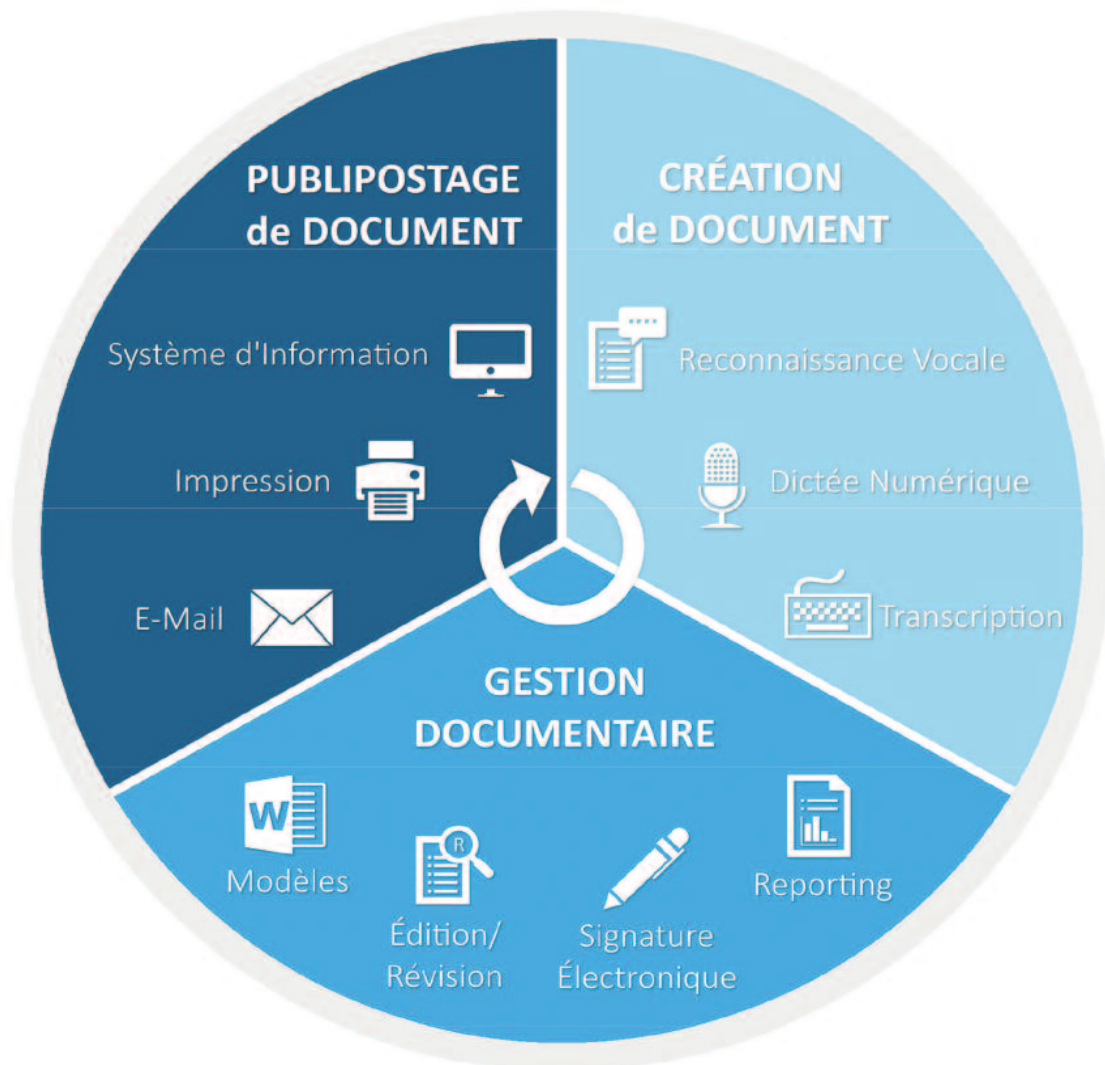 PUBLIPOSTAGE
de DOCUMENT
Système d'Information
Impression
E-Mail
CRÉATION
de DOCUMENT
Reconnaissance Vocale
Dictée Numérique
Transcription
GESTION
DOCUMENTAIRE
W
Modèles
R
Édition/
Révision
Signature
Électronique
Reporting